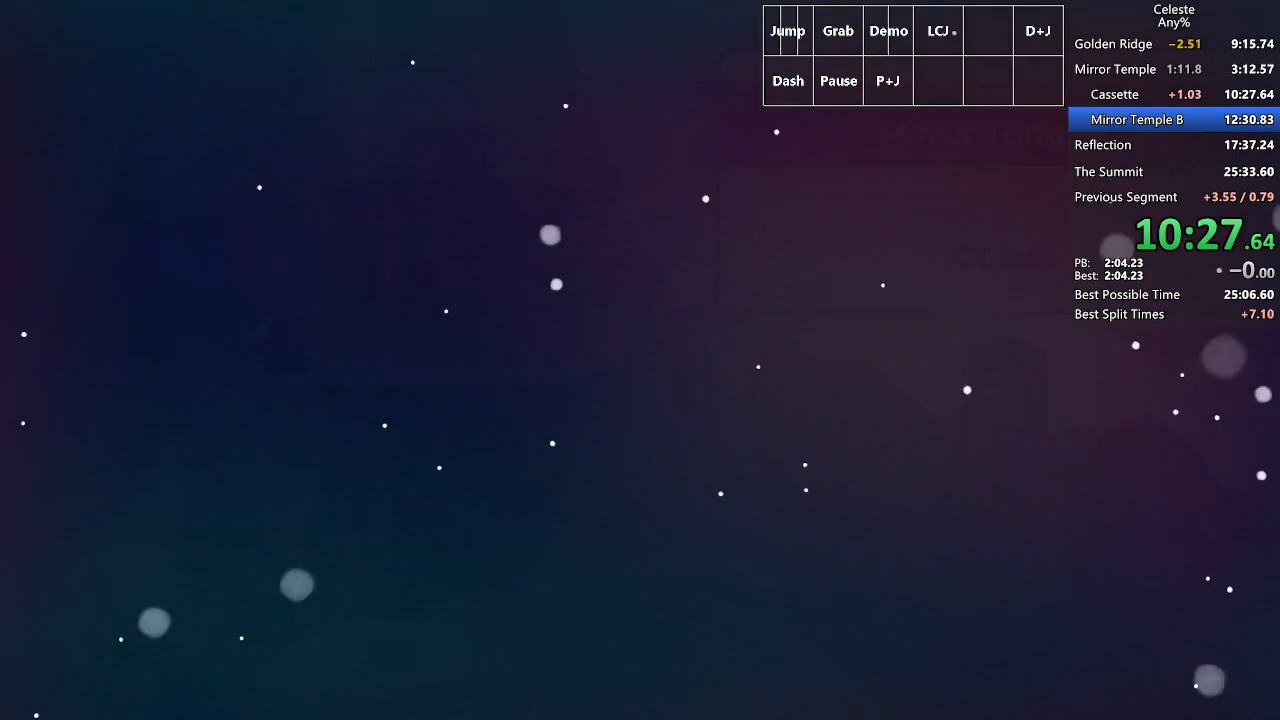 Jump Grab Demo LCJ D+J
Dash Pause P+J
Celeste
Any%
Golden Ridge −2.51 9:15.74
Mirror Temple 1:11.8 3:12.57
Cassette +1.03 10:27.64
Mirror Temple B 12:30.83
Reflection 17:37.24
The Summit 25:33.60
Previous Segment +3.55 / 0.79
10:27.64
PB: 2:04.23
Best: 2:04.23
−0.00
Best Possible Time 25:06.60
Best Split Times +7.10
Mirror Temp
CLIMB